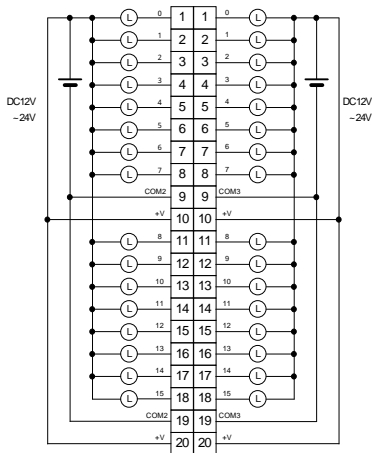 L 0 1 1 0 L
L 1 2 2 1 L
L 2 3 3 2 L
L 3 4 4 3 L
DC12V ~24V L 4 5 5 4 L DC12V ~24V
L 5 6 6 5 L
L 6 7 7 6 L
L 7 8 8 7 L
COM2 9 9 COM3
+V 10 10 +V
L 8 11 11 8 L
L 9 12 12 9 L
L 10 13 13 10 L
L 11 14 14 11 L
L 12 15 15 12 L
L 13 16 16 13 L
L 14 17 17 14 L
L 15 18 18 15 L
COM2 19 19 COM3
+V 20 20 +V